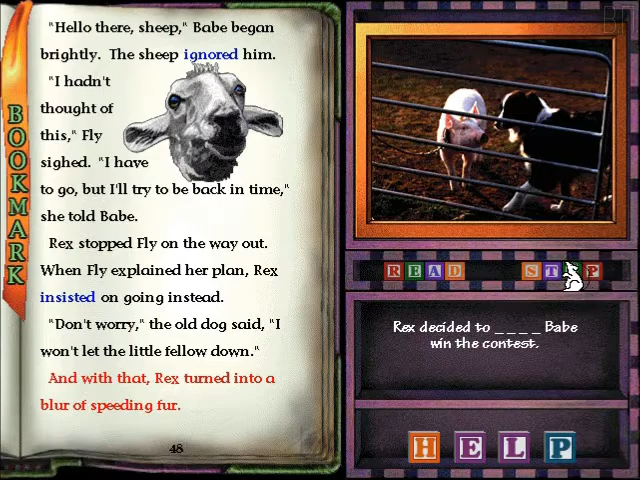 BOOKMARK
"Hello there, sheep," Babe began
brightly. The sheep ignored him.
"I hadn't
thought of
this," Fly
sighed. "I have
to go, but I'll try to be back in time,"
she told Babe.
Rex stopped Fly on the way out.
When Fly explained her plan, Rex
insisted on going instead.
"Don't worry," the old dog said, "I
won't let the little fellow down."
And with that, Rex turned into a
blur of speeding fur.
48
READ ST P
Rex decided to _ _ _ _ Babe
win the contest.
HELP